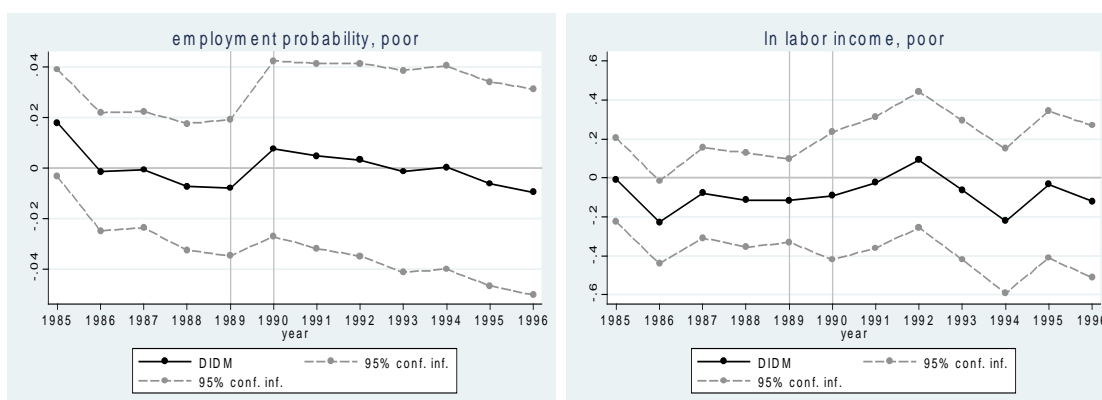 employment probability, poor
.04
.02
0
-.02
-.04
1985 1986 1987 1988 1989 1990 1991 1992 1993 1994 1995 1996
year
DIDM
95% conf. inf.
95% conf. inf.
ln labor income, poor
.6
.4
.2
0
-.2
-.4
-.6
1985 1986 1987 1988 1989 1990 1991 1992 1993 1994 1995 1996
year
DIDM
95% conf. inf.
95% conf. inf.